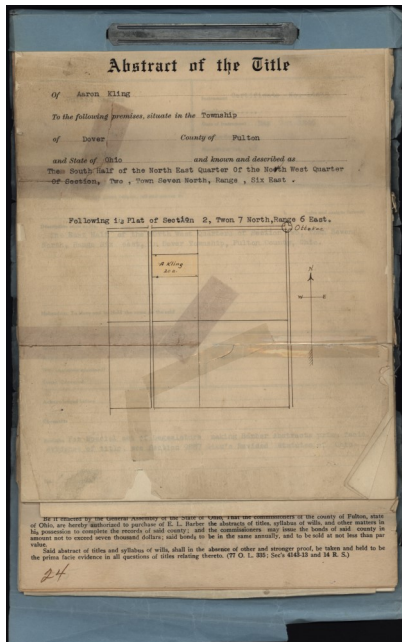 Abstract of the Title
Of Aaron Kling
To the following premises, situate in the Township
of Dover County of Fulton
and State of Ohio and known and described as
South Half of the North East Quarter Of the North West Quarter
Of Section, Two , Town Seven North, Range , Six East .
Following is Plat of Section 2, Twon 7 North,Range 6 East.
A. Kling
N
W E
Be it enacted by the General Assembly of the State of Ohio, That the commissioners of the county of Fulton, state
of Ohio, are hereby authorized to purchase of E. L. Barber the abstracts of titles, syllabus of wills, and other matters in
his possession to complete the records of said county; and the commissioners may issue the bonds of said county in
amount not to exceed seven thousand dollars; said bonds to be in the same annually, and to be sold at not less than par
value.
Said abstract of titles and syllabus of wills, shall in the absence of other and stronger proof, be taken and held to be
the prima facie evidence in all questions of titles relating thereto. (77 O. L. 335; Sec's 4143-13 and 14 R. S.)
24